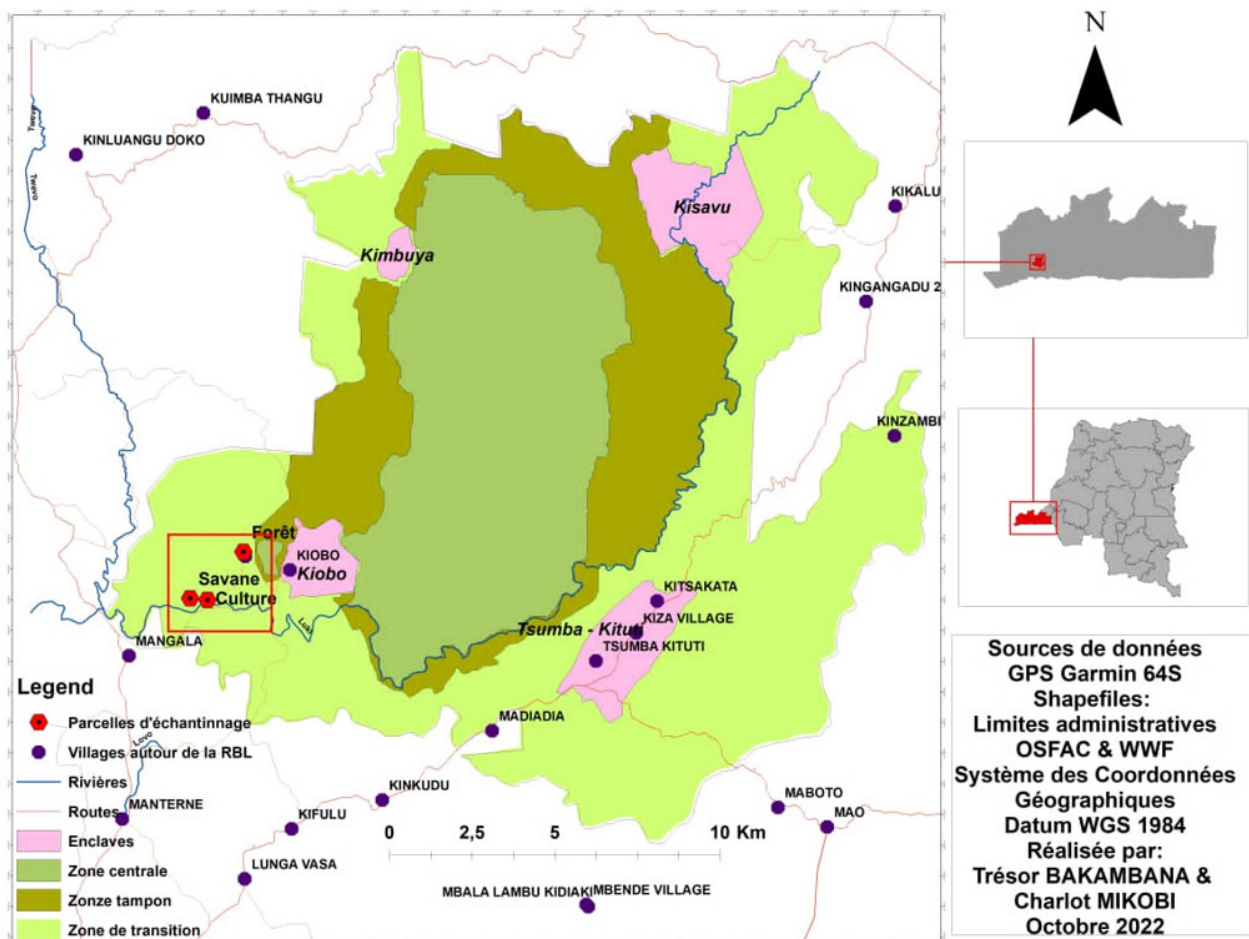 N
KUIMBA THANGU
KINLUANGU DOKO
Twavo
Twavo
KIKALU
Kisavu
Kimbuya
KINGANGADU 2
KINZAMBI
Forêt
KIOBO
Kiobo
Savane
Culture
Luki
KITSAKATA
KIZA VILLAGE
Tsumba - Kituti
TSUMBA KITUTI
MANGALA
MADIADIA
Lovo
MANTERNE
KINKUDU
KIFULU
MABOTO
MAO
LUNGA VASA
MBALA LAMBU KIDIAKI
MBENDE VILLAGE
0 2,5 5 10 Km
Legend
Parcelles d'échantinnage
Villages autour de la RBL
Rivières
Routes
Enclaves
Zone centrale
Zonze tampon
Zone de transition
Sources de données
GPS Garmin 64S
Shapefiles:
Limites administratives
OSFAC & WWF
Système des Coordonnées
Géographiques
Datum WGS 1984
Réalisée par:
Trésor BAKAMBANA &
Charlot MIKOBI
Octobre 2022